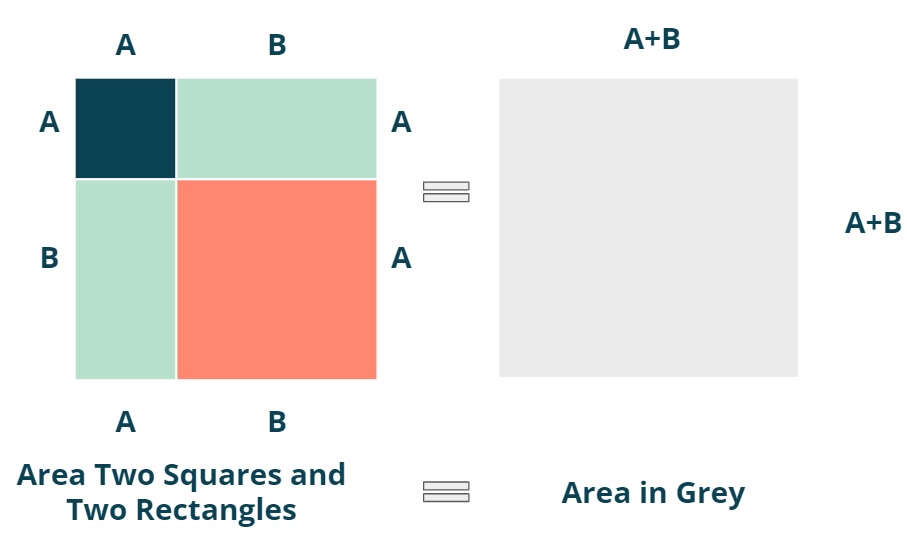 A B A+B
A A
A+B
B A
A B
Area Two Squares and
Two Rectangles
Area in Grey